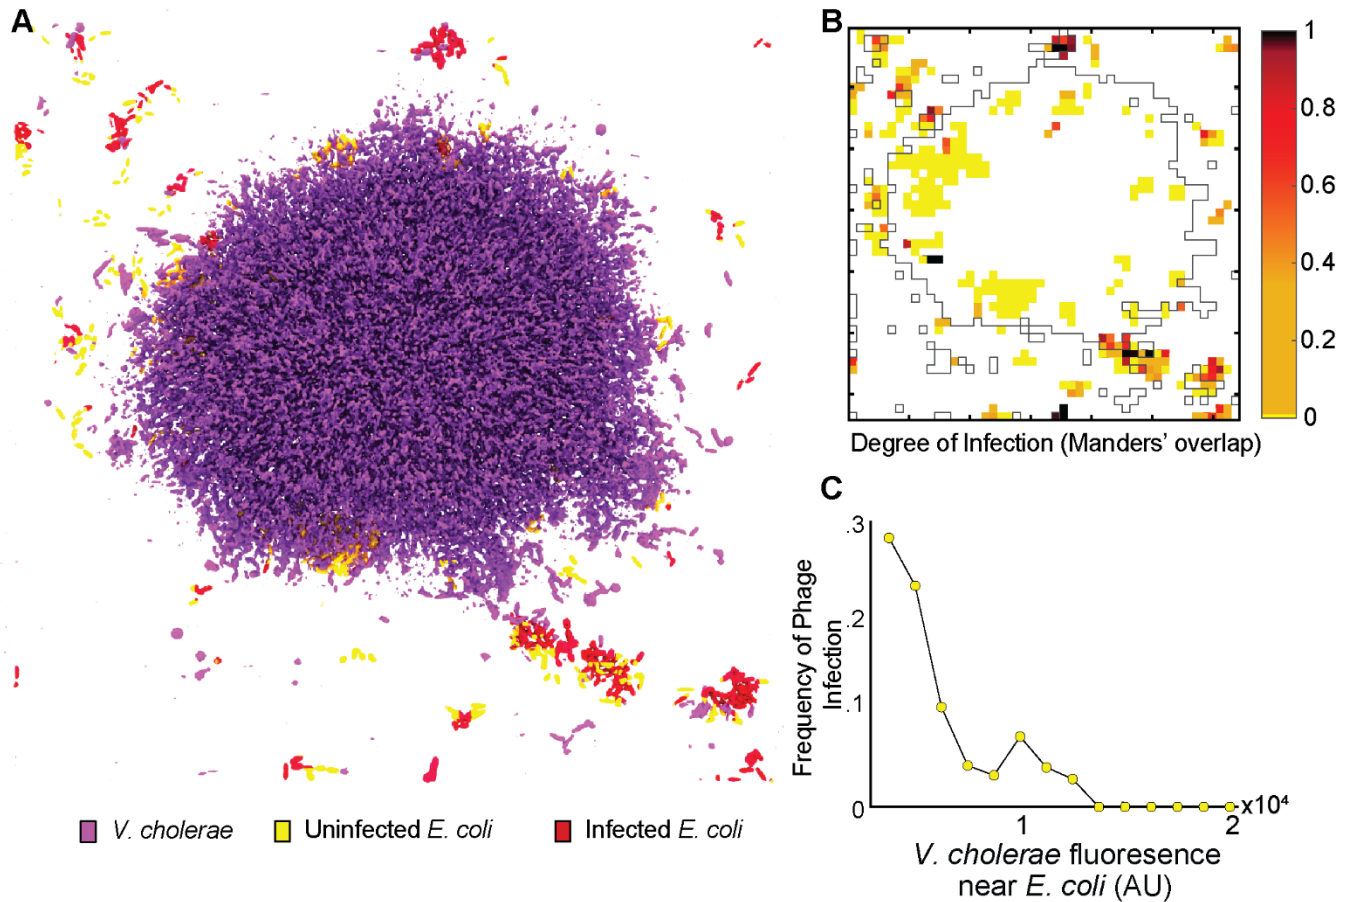 A
B
1
0.8
0.6
0.4
0.2
0
Degree of Infection (Manders’ overlap)
C
.3
.2
.1
0
Frequency of Phage
Infection
1
2
x10⁴
V. cholerae fluoresence
near E. coli (AU)
V. cholerae
Uninfected E. coli
Infected E. coli